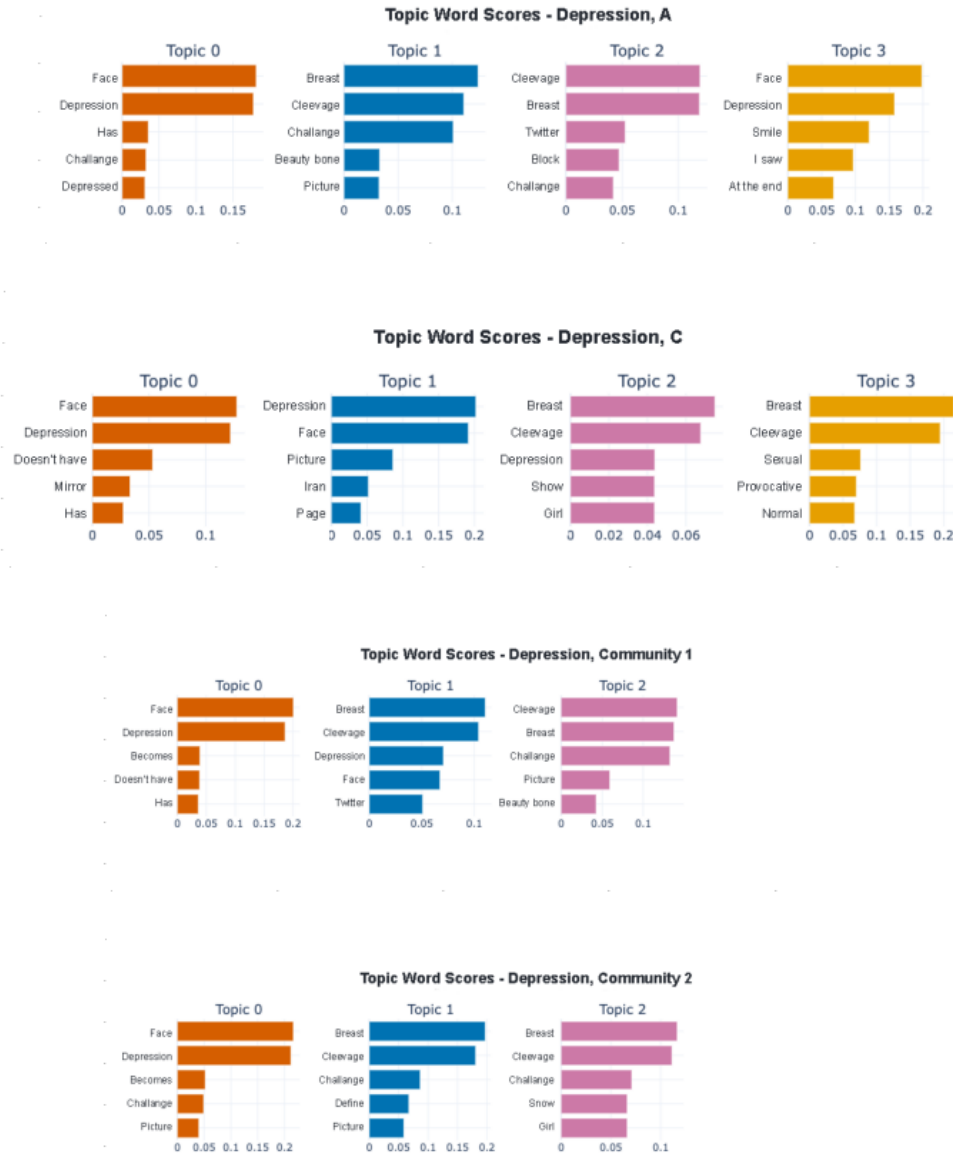 Topic Word Scores - Depression, A
Topic 0 Topic 1 Topic 2 Topic 3
Face Breast Cleevage Face
Depression Cleevage Breast Depression
Has Challange Twitter Smile
Challange Beauty bone Block I saw
Depressed Picture Challange At the end
0 0.05 0.1 0.15 0 0.05 0.1 0 0.05 0.1 0 0.05 0.1 0.15 0.2
Topic Word Scores - Depression, C
Topic 0 Topic 1 Topic 2 Topic 3
Face Depression Breast Breast
Depression Face Cleevage Cleevage
Doesn't have Picture Depression Sexual
Mirror Iran Show Provocative
Has Page Girl Normal
0 0.05 0.1 0 0.05 0.1 0.15 0.2 0 0.02 0.04 0.06 0 0.05 0.1 0.15 0.2
Topic Word Scores - Depression, Community 1
Topic 0 Topic 1 Topic 2
Face Breast Cleevage
Depression Cleevage Breast
Becomes Depression Challange
Doesn't have Face Picture
Has Twitter Beauty bone
0 0.05 0.1 0.15 0.2 0 0.05 0.1 0 0.05 0.1
Topic Word Scores - Depression, Community 2
Topic 0 Topic 1 Topic 2
Face Breast Breast
Depression Cleevage Cleevage
Becomes Challange Challange
Challange Define Snow
Picture Picture Girl
0 0.05 0.1 0.15 0.2 0 0.05 0.1 0.15 0.2 0 0.05 0.1